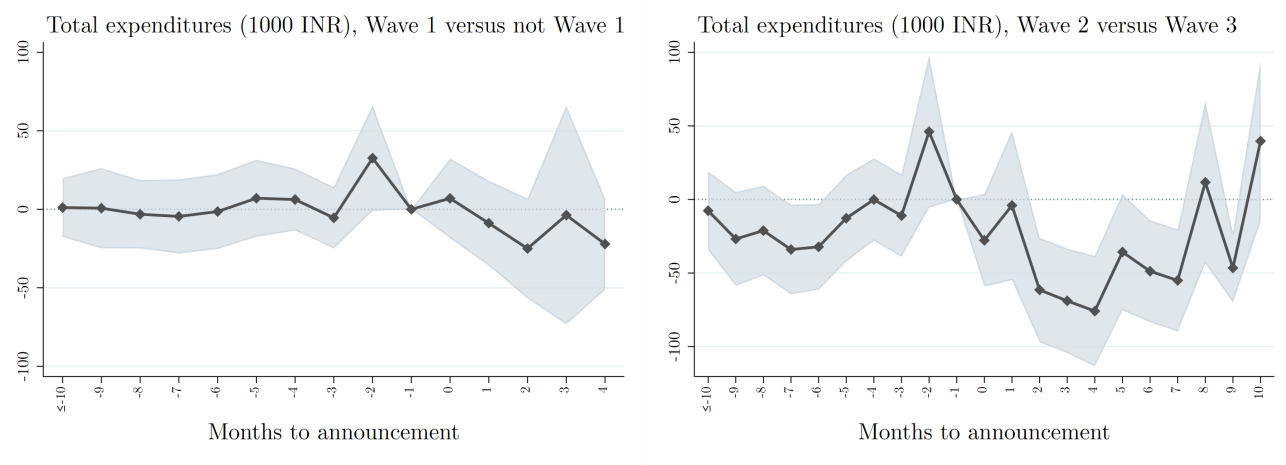 Total expenditures (1000 INR), Wave 1 versus not Wave 1
100
50
0
-50
-100
≤-10 -9 -8 -7 -6 -5 -4 -3 -2 -1 0 1 2 3 4
Months to announcement
Total expenditures (1000 INR), Wave 2 versus Wave 3
100
50
0
-50
-100
≤-10 -9 -8 -7 -6 -5 -4 -3 -2 -1 0 1 2 3 4 5 6 7 8 9 10
Months to announcement